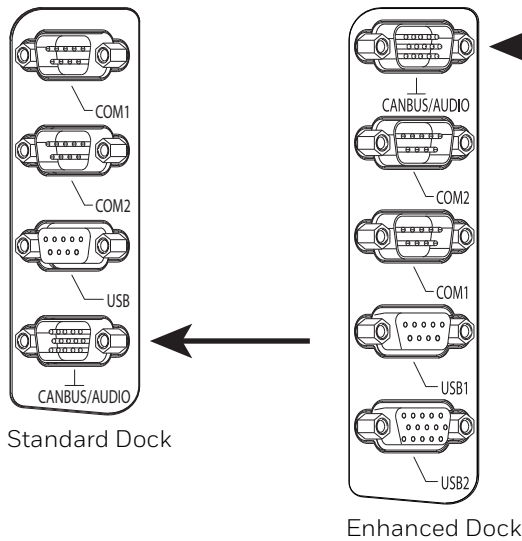 COM1
COM2
USB
CANBUS/AUDIO
Standard Dock
CANBUS/AUDIO
COM2
COM1
USB1
USB2
Enhanced Dock